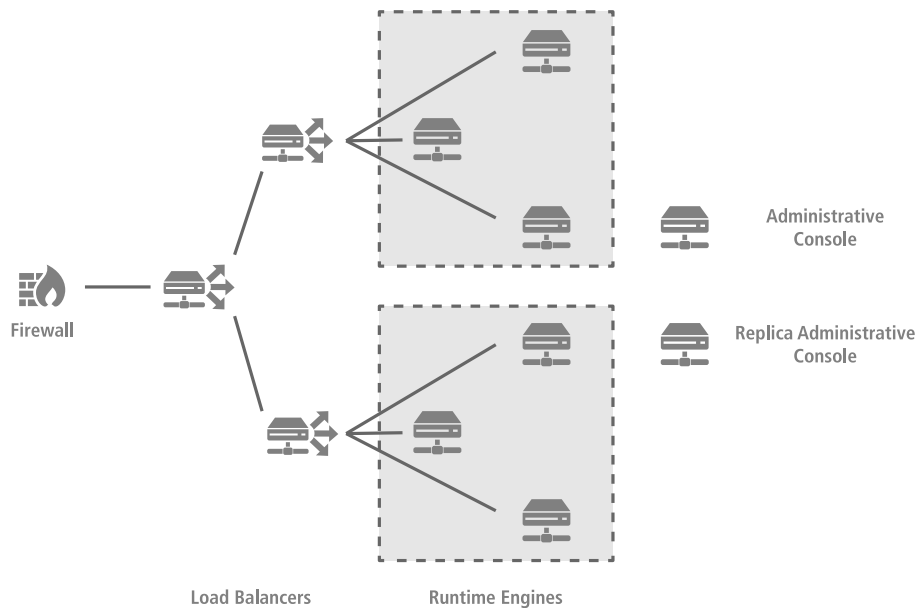 Administrative
Console
Firewall
Replica Administrative
Console
Load Balancers
Runtime Engines